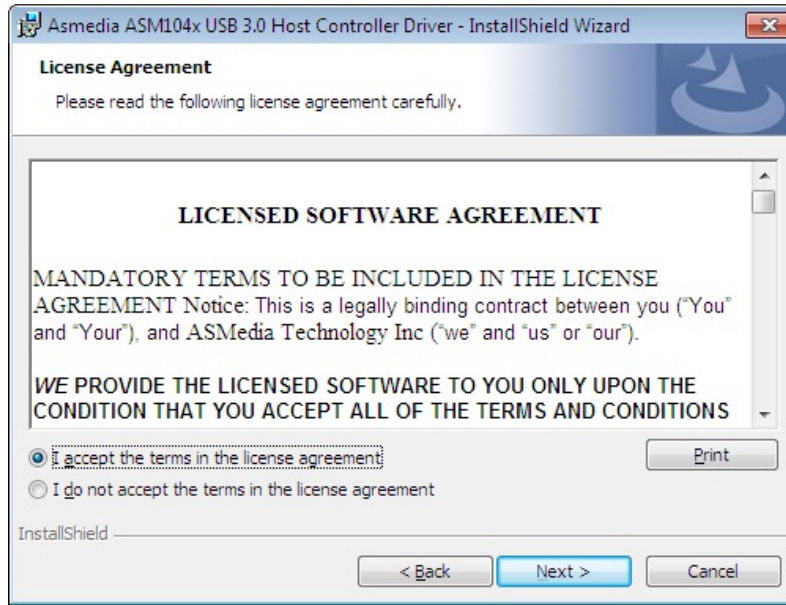 Asmedia ASM104x USB 3.0 Host Controller Driver - InstallShield Wizard
License Agreement
Please read the following license agreement carefully.
LICENSED SOFTWARE AGREEMENT
MANDATORY TERMS TO BE INCLUDED IN THE LICENSE
AGREEMENT Notice: This is a legally binding contract between you (“You”
and “Your”), and ASMedia Technology Inc (“we” and “us” or “our”).
WE PROVIDE THE LICENSED SOFTWARE TO YOU ONLY UPON THE
CONDITION THAT YOU ACCEPT ALL OF THE TERMS AND CONDITIONS
I accept the terms in the license agreement
Print
I do not accept the terms in the license agreement
InstallShield
< Back
Next >
Cancel